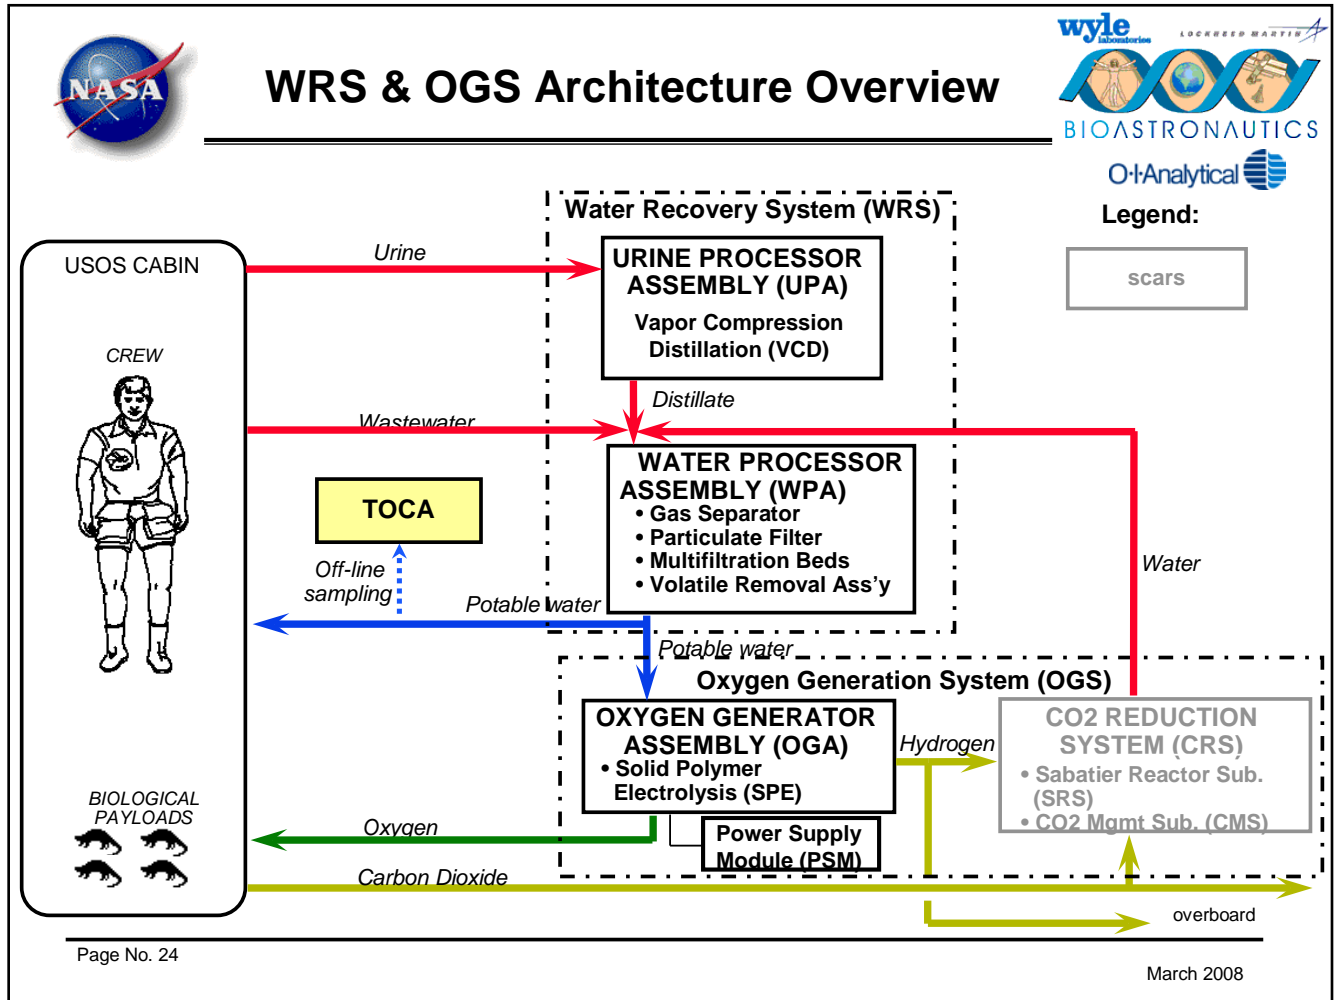 wyle
laboratories
LOCKHEED MARTIN
NASA
WRS & OGS Architecture Overview
BIOASTRONAUTICS
O·I·Analytical
Legend:
scars
Water Recovery System (WRS)
USOS CABIN
Urine
URINE PROCESSOR
ASSEMBLY (UPA)
Vapor Compression
Distillation (VCD)
CREW
Distillate
Wastewater
WATER PROCESSOR
ASSEMBLY (WPA)
• Gas Separator
• Particulate Filter
• Multifiltration Beds
• Volatile Removal Ass'y
TOCA
Off-line
sampling
Potable water
Water
Potable water
Oxygen Generation System (OGS)
OXYGEN GENERATOR
ASSEMBLY (OGA)
• Solid Polymer
Electrolysis (SPE)
Hydrogen
CO2 REDUCTION
SYSTEM (CRS)
• Sabatier Reactor Sub.
(SRS)
• CO2 Mgmt Sub. (CMS)
BIOLOGICAL
PAYLOADS
Oxygen
Power Supply
Module (PSM)
Carbon Dioxide
overboard
Page No. 24
March 2008